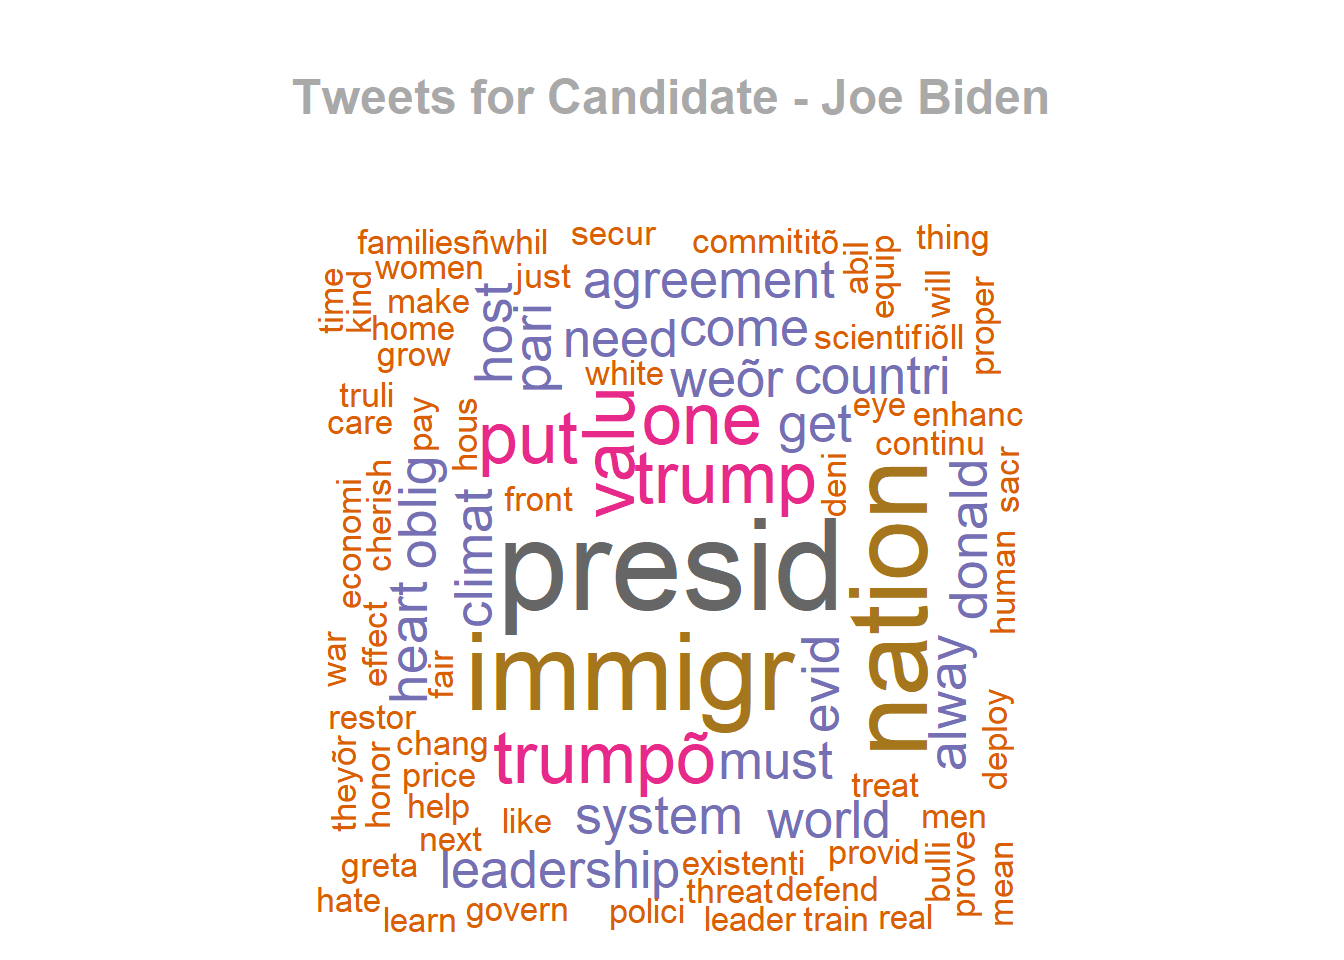 Tweets for Candidate - Joe Biden
familiesñwhil
secur
commititõ
thing
women
just
agreement
abil
equip
will
time
kind
make
host
pari
home
need
come
scientif
iõll
proper
grow
white
weõr
countri
truli
care
pay
hous
put
valu
one
get
eye
enhanc
continu
trump
economi
cherish
oblig
climat
front
deni
nation
donald
sacr
presid
human
war
effect
heart
fair
immigr
evid
alway
restor
deploy
theyõr
honor
chang
price
trumpõ
must
treat
help
like
system
world
men
next
greta
leadership
existenti
provid
bulli
prove
mean
hate
threat
defend
learn
govern
polici
leader
train
real